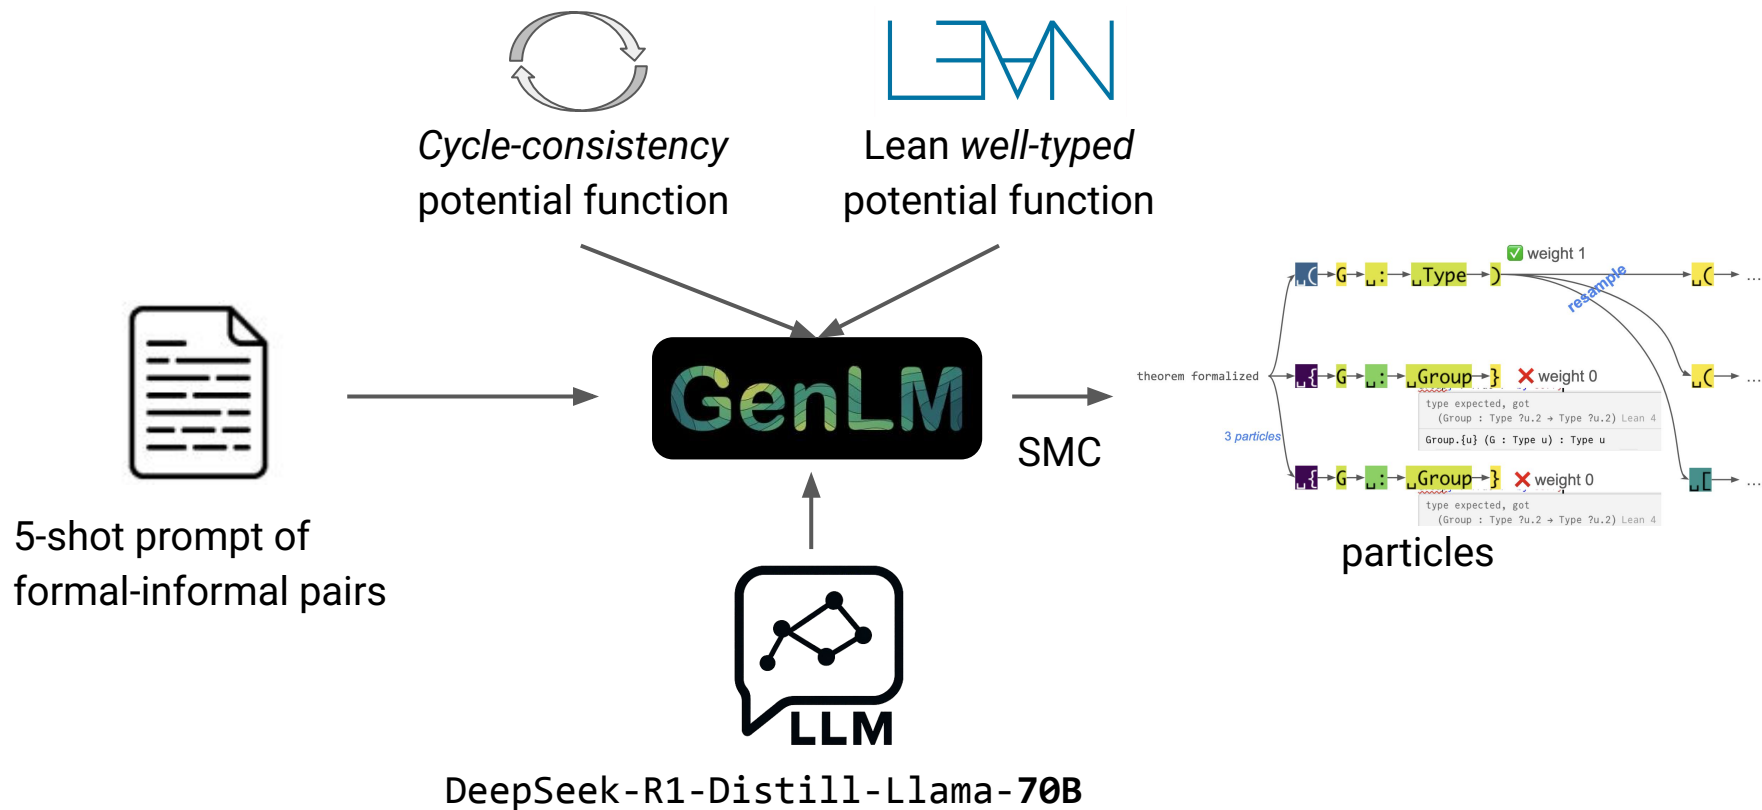 LEAN
Cycle-consistency
potential function
Lean well-typed
potential function
GenLM
5-shot prompt of
formal-informal pairs
LLM
DeepSeek-R1-Distill-Llama-70B
SMC
theorem formalized
3 particles
␣( G ␣: ␣Type )
✅ weight 1
resample
␣( ...
␣{ G ␣: ␣Group }
❌ weight 0
type expected, got
(Group : Type ?u.2 → Type ?u.2) Lean 4
Group.{u} (G : Type u) : Type u
␣( ...
␣{ G ␣: ␣Group }
❌ weight 0
type expected, got
(Group : Type ?u.2 → Type ?u.2) Lean 4
␣[ ...
particles